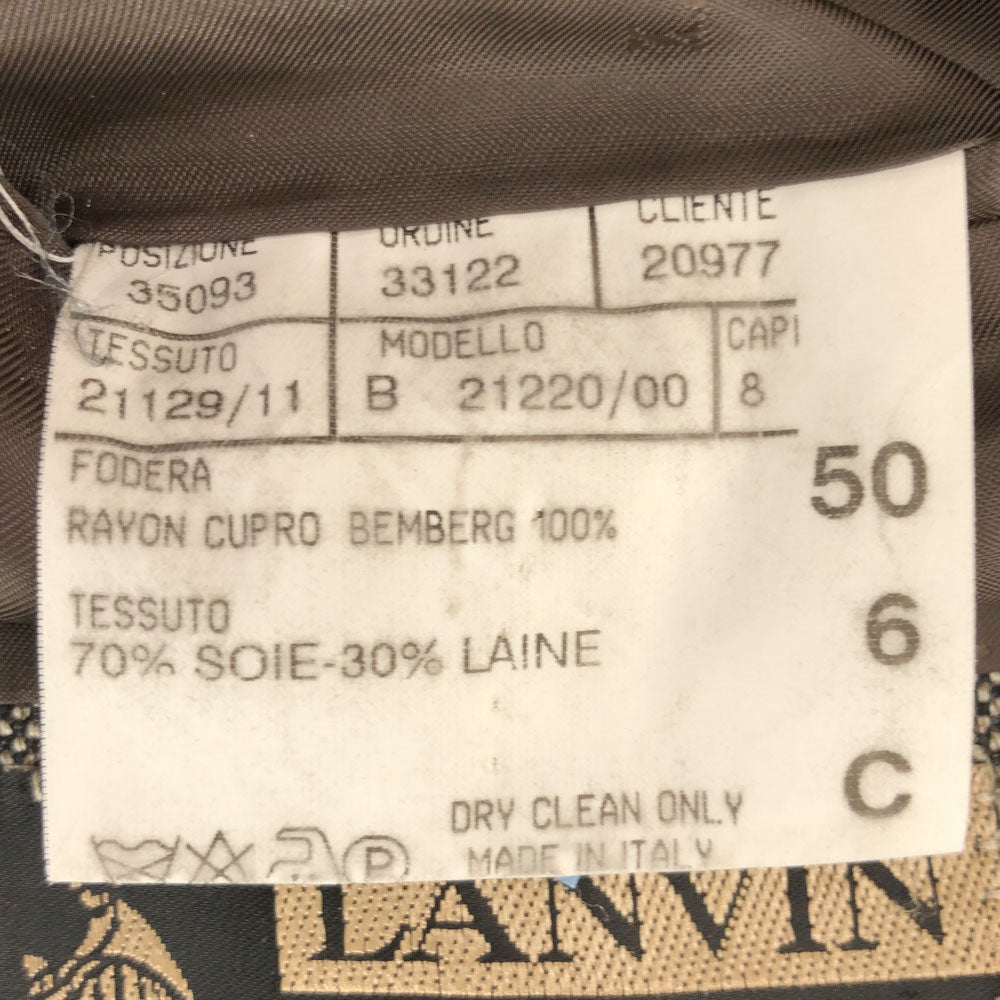 POSIZIONE ORDINE CLIENTE
35093 33122 20977
TESSUTO MODELLO CAPI
21129/11 B 21220/00 8
FODERA
RAYON CUPRO BEMBERG 100%
50
TESSUTO
70% SOIE-30% LAINE
6
C
DRY CLEAN ONLY
MADE IN ITALY
P
LANVIN